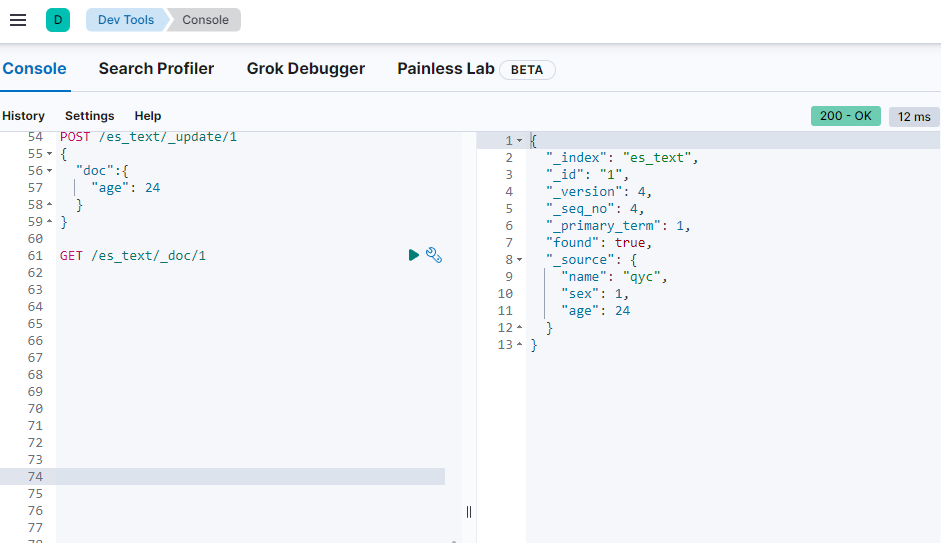 D Dev Tools Console
Console Search Profiler Grok Debugger Painless Lab BETA
History Settings Help 200 - OK 12 ms
54 POST /es_text/_update/1
55 {
56 "doc":{
57 "age": 24
58 }
59 }
60
61 GET /es_text/_doc/1
62
63
64
65
66
67
68
69
70
71
72
73
74
75
76
77
78
1 {
2 "_index": "es_text",
3 "_id": "1",
4 "_version": 4,
5 "_seq_no": 4,
6 "_primary_term": 1,
7 "found": true,
8 "_source": {
9 "name": "qyc",
10 "sex": 1,
11 "age": 24
12 }
13 }